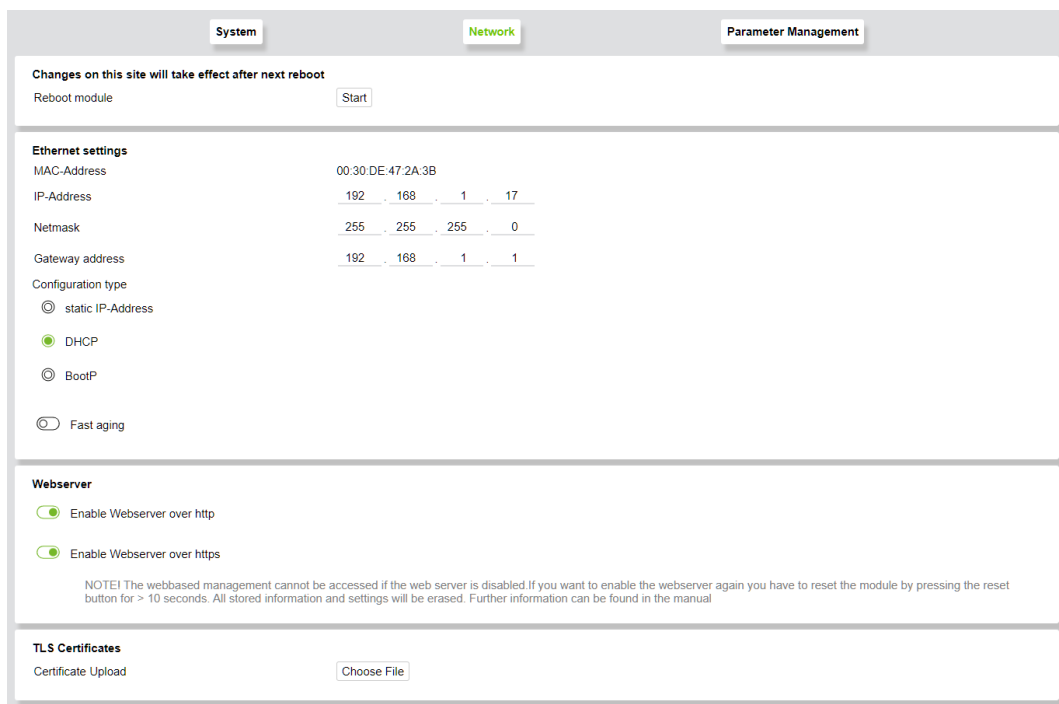 System Network Parameter Management
Changes on this site will take effect after next reboot
Reboot module Start
Ethernet settings
MAC-Address 00:30:DE:47:2A:3B
IP-Address 192 . 168 . 1 . 17
Netmask 255 . 255 . 255 . 0
Gateway address 192 . 168 . 1 . 1
Configuration type
static IP-Address
DHCP
BootP
Fast aging
Webserver
Enable Webserver over http
Enable Webserver over https
NOTE! The webbased management cannot be accessed if the web server is disabled.If you want to enable the webserver again you have to reset the module by pressing the reset
button for > 10 seconds. All stored information and settings will be erased. Further information can be found in the manual
TLS Certificates
Certificate Upload Choose File